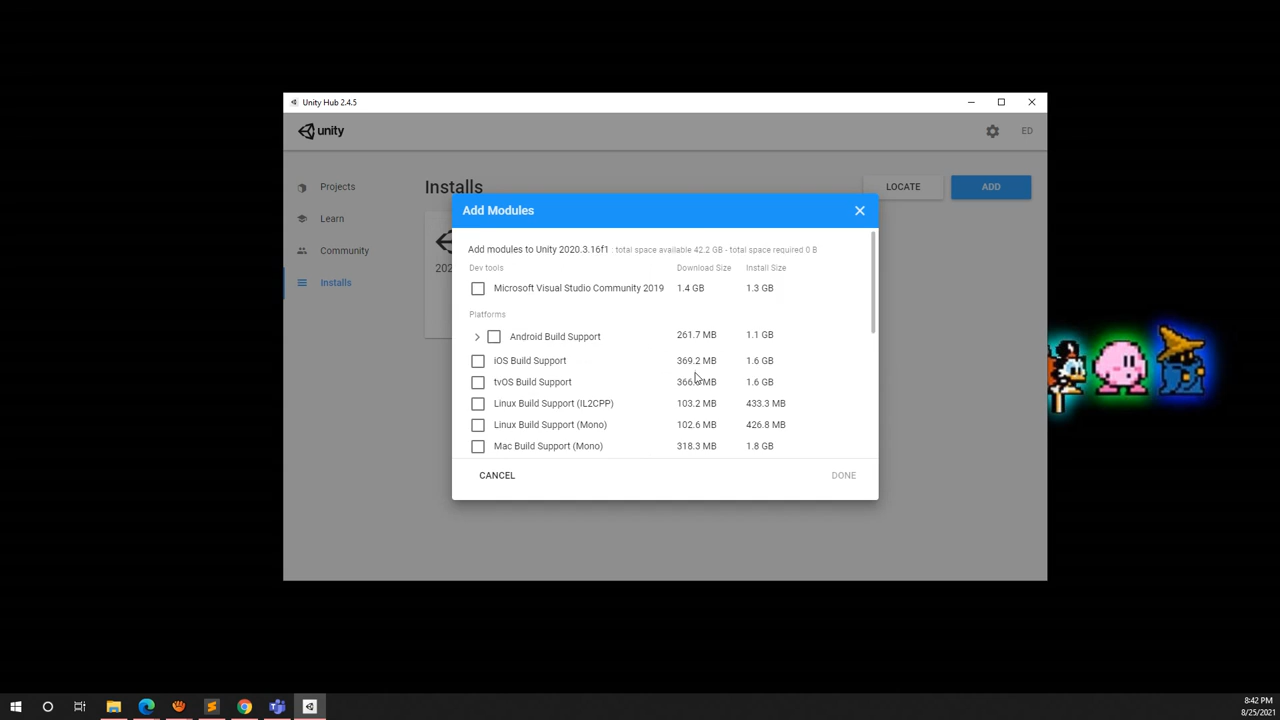 Unity Hub 2.4.5
unity
ED
Projects
Installs
LOCATE
ADD
Learn
Add Modules
Community
Add modules to Unity 2020.3.16f1 : total space available 42.2 GB - total space required 0 B
202
Dev tools Download Size Install Size
Installs
Microsoft Visual Studio Community 2019 1.4 GB 1.3 GB
Platforms
Android Build Support 261.7 MB 1.1 GB
iOS Build Support 369.2 MB 1.6 GB
tvOS Build Support MB 1.6 GB
Linux Build Support (IL2CPP) 103.2 MB 433.3 MB
Linux Build Support (Mono) 102.6 MB 426.8 MB
Mac Build Support (Mono) 318.3 MB 1.8 GB
CANCEL DONE
8:42 PM
8/25/2021